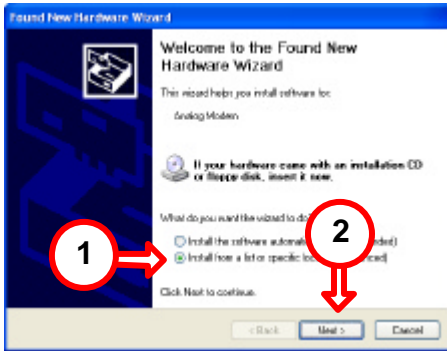 Found New Hardware Wizard
Welcome to the Found New
Hardware Wizard
This wizard helps you install software for:
Analog Modem
If your hardware came with an installation CD
or floppy disk, insert it now.
What do you want the wizard to do?
2
Install the software
1
Install from a list or specific
Click Next to continue.
< Back
Next >
Cancel